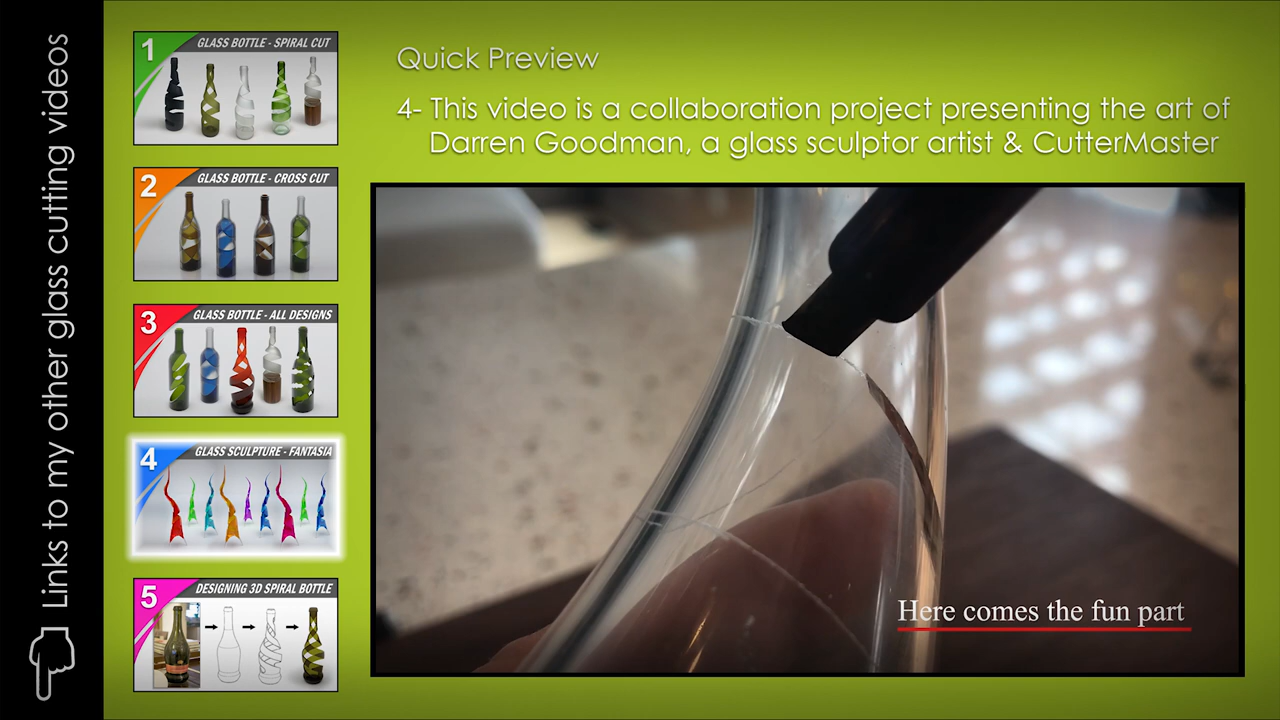 Links to my other glass cutting videos
1
GLASS BOTTLE - SPIRAL CUT
2
GLASS BOTTLE - CROSS CUT
3
GLASS BOTTLE - ALL DESIGNS
4
GLASS SCULPTURE - FANTASIA
5
DESIGNING 3D SPIRAL BOTTLE
Quick Preview
4- This video is a collaboration project presenting the art of
Darren Goodman, a glass sculptor artist & CutterMaster
Here comes the fun part